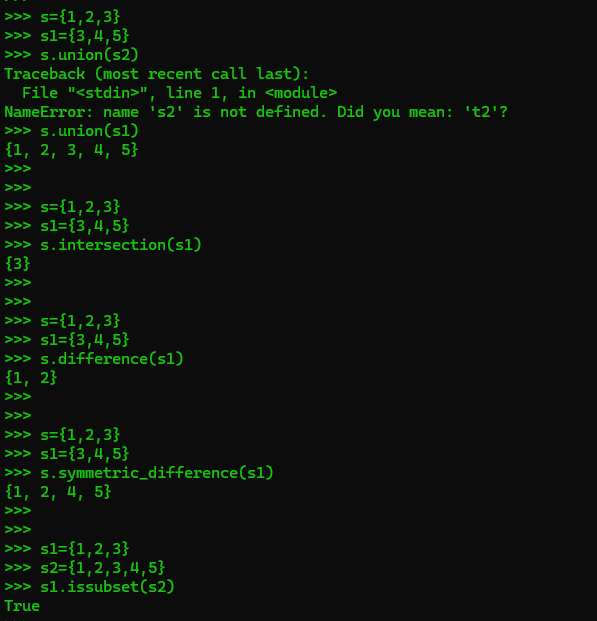 >>> s={1,2,3}
>>> s1={3,4,5}
>>> s.union(s2)
Traceback (most recent call last):
  File "<stdin>", line 1, in <module>
NameError: name 's2' is not defined. Did you mean: 't2'?
>>> s.union(s1)
{1, 2, 3, 4, 5}
>>>
>>>
>>> s={1,2,3}
>>> s1={3,4,5}
>>> s.intersection(s1)
{3}
>>>
>>>
>>> s={1,2,3}
>>> s1={3,4,5}
>>> s.difference(s1)
{1, 2}
>>>
>>>
>>> s={1,2,3}
>>> s1={3,4,5}
>>> s.symmetric_difference(s1)
{1, 2, 4, 5}
>>>
>>>
>>> s1={1,2,3}
>>> s2={1,2,3,4,5}
>>> s1.issubset(s2)
True